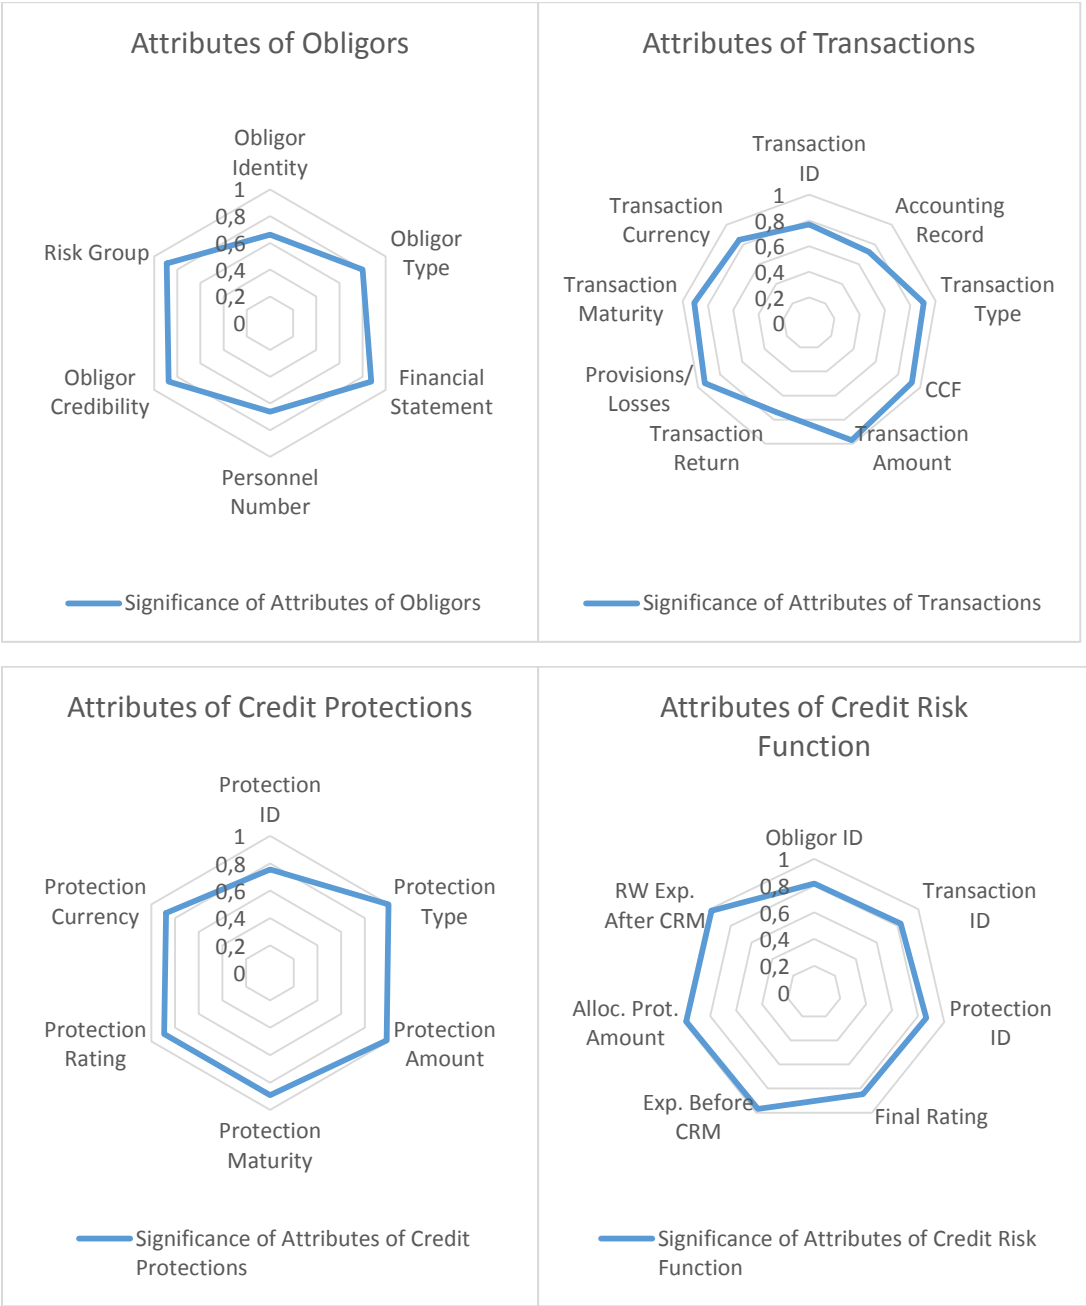 Attributes of Obligors
Obligor
Identity
1
0,8
0,6
0,4
0,2
0
Obligor
Type
Financial
Statement
Personnel
Number
Obligor
Credibility
Risk Group
Significance of Attributes of Obligors
Attributes of Transactions
Transaction
ID
1
0,8
0,6
0,4
0,2
0
Accounting
Record
Transaction
Type
CCF
Transaction
Amount
Transaction
Return
Provisions/
Losses
Transaction
Maturity
Transaction
Currency
Significance of Attributes of Transactions
Attributes of Credit Protections
Protection
ID
1
0,8
0,6
0,4
0,2
0
Protection
Type
Protection
Amount
Protection
Maturity
Protection
Rating
Protection
Currency
Significance of Attributes of Credit
Protections
Attributes of Credit Risk
Function
Obligor ID
1
0,8
0,6
0,4
0,2
0
Transaction
ID
Protection
ID
Final Rating
Exp. Before
CRM
Alloc. Prot.
Amount
RW Exp.
After CRM
Significance of Attributes of Credit Risk
Function